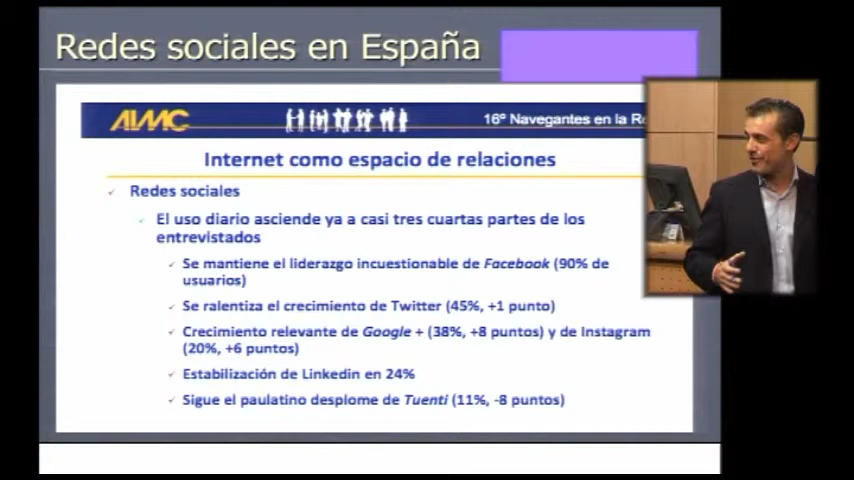 Redes sociales en España
AIMC
16º Navegantes en la
Internet como espacio de relaciones
Redes sociales
El uso diario asciende ya a casi tres cuartas partes de los
entrevistados
Se mantiene el liderazgo incuestionable de Facebook (90% de
usuarios)
Se ralentiza el crecimiento de Twitter (45%, +1 punto)
Crecimiento relevante de Google + (38%, +8 puntos) y de Instagram
(20%, +6 puntos)
Estabilización de Linkedin en 24%
Sigue el paulatino desplome de Tuenti (11%, -8 puntos)